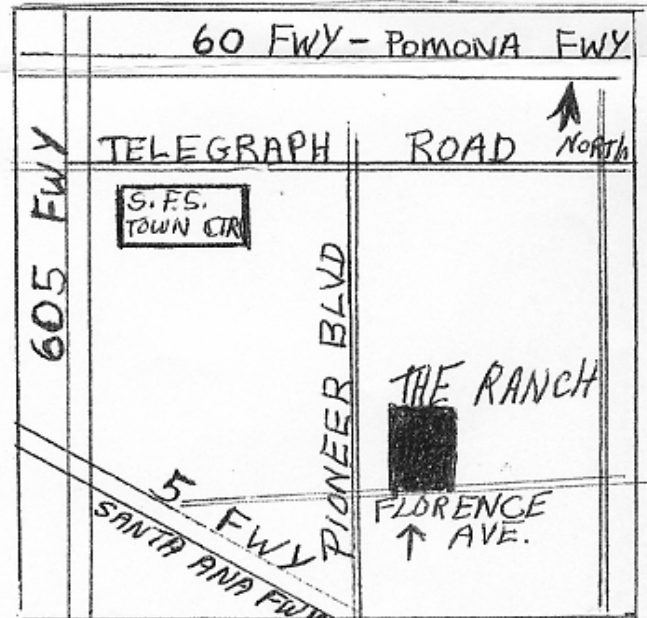 60 FWY - POMONA FWY
NORTH
TELEGRAPH ROAD
S.F.S.
TOWN CTR
605 FWY
PIONEER BLVD
THE RANCH
5 FWY
SANTA ANA FWY
FLORENCE
AVE.